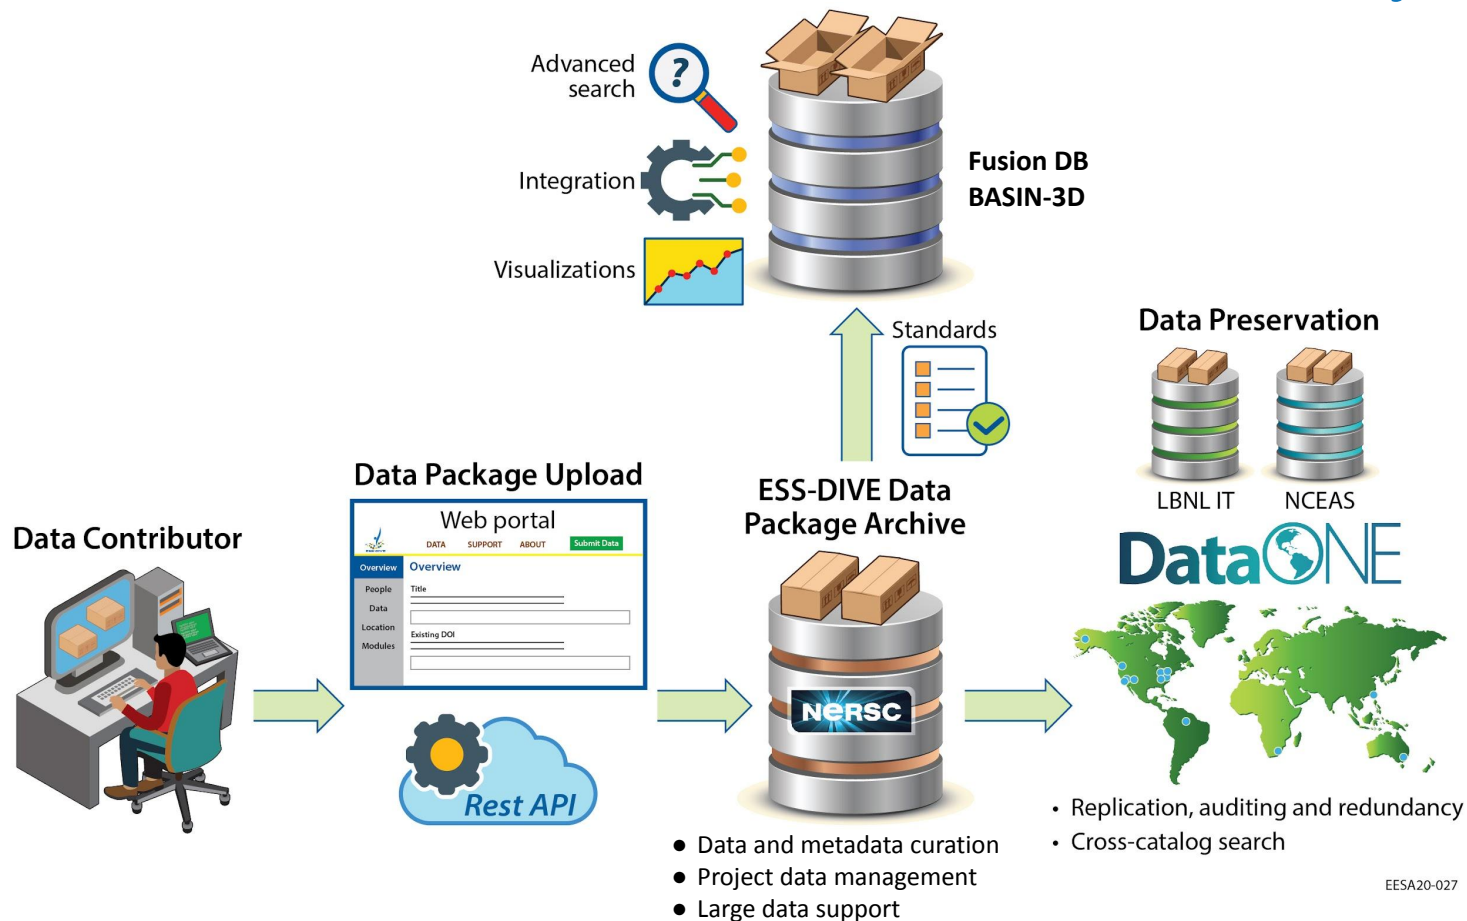 Advanced
search
?
Integration
Visualizations
Fusion DB
BASIN-3D
Standards
Data Preservation
LBNL IT
NCEAS
DataONE
Data Package Upload
Web portal
DATA
SUPPORT
ABOUT
Submit Data
Overview
Overview
People
Data
Location
Modules
Title
Existing DOI
Rest API
Data Contributor
ESS-DIVE Data
Package Archive
NERSC
● Data and metadata curation
● Project data management
● Large data support
• Replication, auditing and redundancy
• Cross-catalog search
EESA20-027